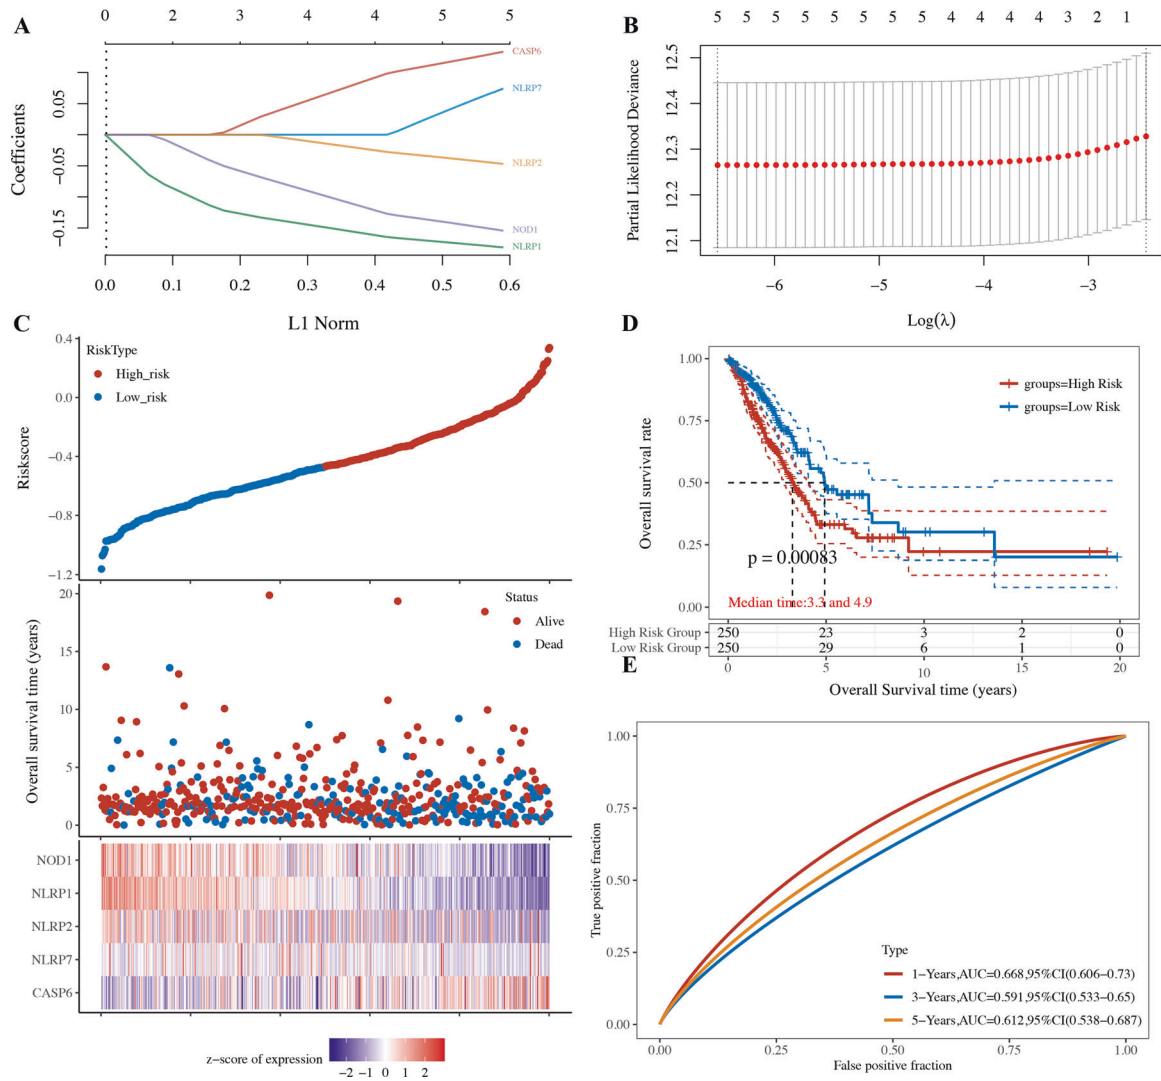 A
0 2 3 4 4 5 5
Coefficients
0.05
−0.05
−0.15
CASP6
NLRP7
NLRP2
NOD1
NLRP1
0.0 0.1 0.2 0.3 0.4 0.5 0.6
L1 Norm
B
5 5 5 5 5 5 5 5 4 4 4 4 3 2 1
Partial Likelihood Deviance
12.5
12.4
12.3
12.2
12.1
−6 −5 −4 −3
Log(λ)
C
Riskscore
0.4
0.0
−0.4
−0.8
−1.2
RiskType
High_risk
Low_risk
Overall survival time (years)
20
15
10
5
0
Status
Alive
Dead
NOD1
NLRP1
NLRP2
NLRP7
CASP6
z−score of expression
−2 −1 0 1 2
D
Overall survival rate
1.00
0.75
0.50
0.25
0.00
groups=High Risk
groups=Low Risk
p = 0.00083
Median time:3.3 and 4.9
High Risk Group 250 23 3 2 0
Low Risk Group 250 29 6 1 0
0 5 10 15 20
Overall Survival time (years)
E
True positive fraction
1.00
0.75
0.50
0.25
0.00
Type
1−Years,AUC=0.668,95%CI(0.606−0.73)
3−Years,AUC=0.591,95%CI(0.533−0.65)
5−Years,AUC=0.612,95%CI(0.538−0.687)
0.00 0.25 0.50 0.75 1.00
False positive fraction